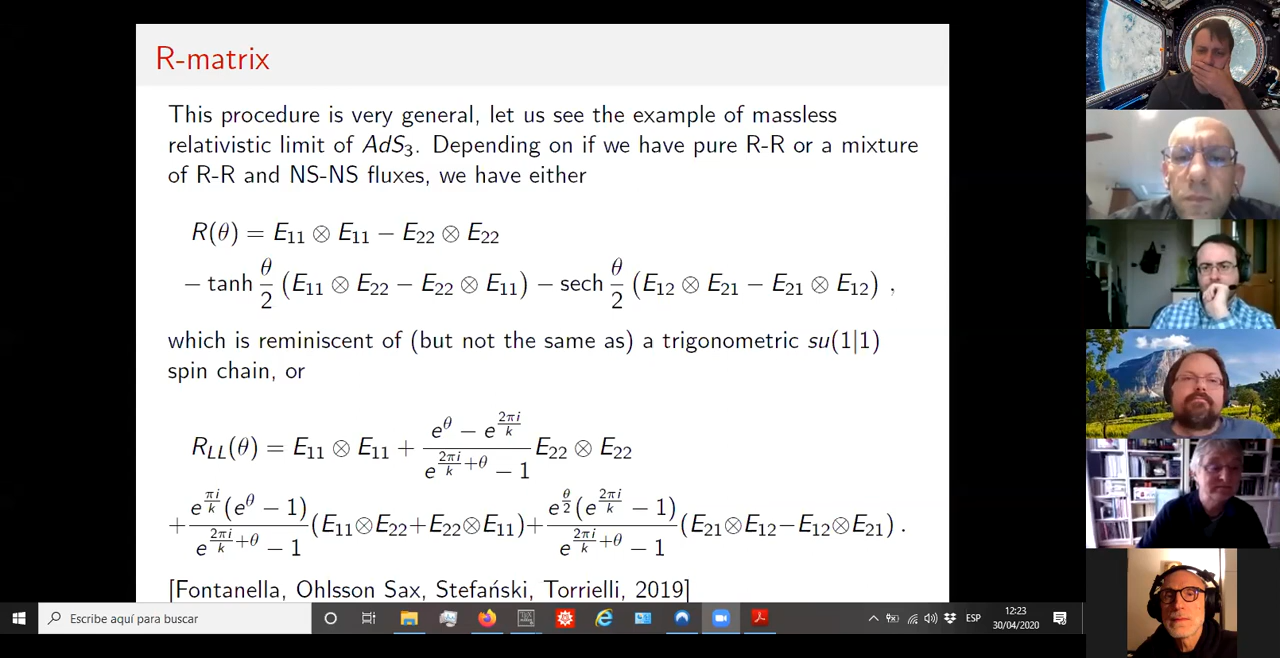 R-matrix
This procedure is very general, let us see the example of massless
relativistic limit of AdS₃. Depending on if we have pure R-R or a mixture
of R-R and NS-NS fluxes, we have either
R(θ) = E₁₁ ⊗ E₁₁ − E₂₂ ⊗ E₂₂
− tanh θ/2 (E₁₁ ⊗ E₂₂ − E₂₂ ⊗ E₁₁) − sech θ/2 (E₁₂ ⊗ E₂₁ − E₂₁ ⊗ E₁₂) ,
which is reminiscent of (but not the same as) a trigonometric su(1|1)
spin chain, or
R_LL(θ) = E₁₁ ⊗ E₁₁ + (e^θ − e^(2πi/k))/(e^(2πi/k + θ) − 1) E₂₂ ⊗ E₂₂
+ (e^(πi/k)(e^θ − 1))/(e^(2πi/k + θ) − 1) (E₁₁⊗E₂₂+E₂₂⊗E₁₁) + (e^(θ/2)(e^(2πi/k) − 1))/(e^(2πi/k + θ) − 1) (E₂₁⊗E₁₂−E₁₂⊗E₂₁) .
[Fontanella, Ohlsson Sax, Stefański, Torrielli, 2019]
Escribe aquí para buscar
ESP
12:23
30/04/2020